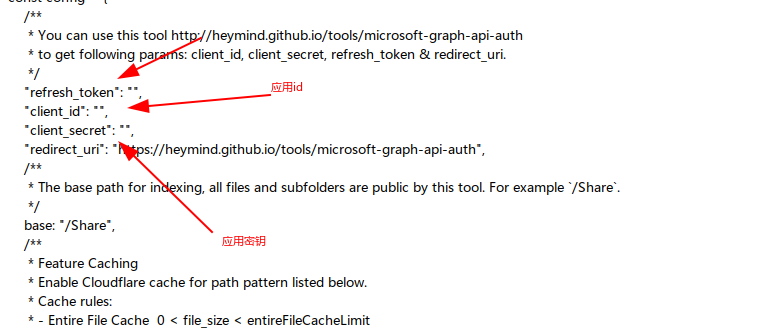 const config = {
/**
* You can use this tool http://heymind.github.io/tools/microsoft-graph-api-auth
* to get following params: client_id, client_secret, refresh_token & redirect_uri.
*/
"refresh_token": "",
应用id
"client_id": "",
"client_secret": "",
"redirect_uri": "https://heymind.github.io/tools/microsoft-graph-api-auth",
/**
* The base path for indexing, all files and subfolders are public by this tool. For example `/Share`.
*/
base: "/Share",
应用密钥
/**
* Feature Caching
* Enable Cloudflare cache for path pattern listed below.
* Cache rules:
* - Entire File Cache  0 < file_size < entireFileCacheLimit